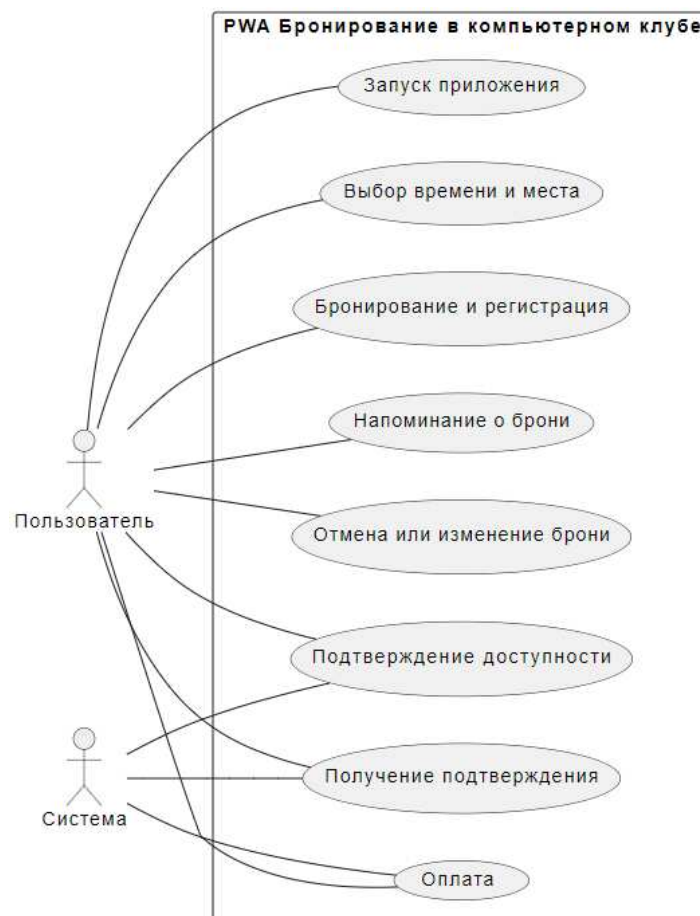 PWA Бронирование в компьютерном клубе
Запуск приложения
Выбор времени и места
Бронирование и регистрация
Напоминание о брони
Пользователь
Отмена или изменение брони
Подтверждение доступности
Система
Получение подтверждения
Оплата